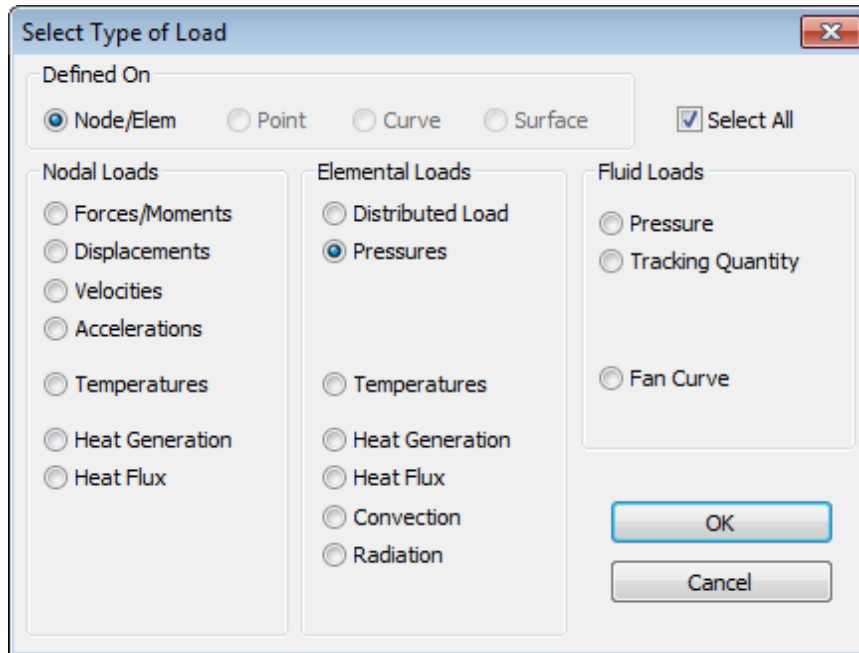 Select Type of Load
Defined On
Node/Elem Point Curve Surface
Select All
Nodal Loads
Forces/Moments
Displacements
Velocities
Accelerations
Temperatures
Heat Generation
Heat Flux
Elemental Loads
Distributed Load
Pressures
Temperatures
Heat Generation
Heat Flux
Convection
Radiation
Fluid Loads
Pressure
Tracking Quantity
Fan Curve
OK
Cancel